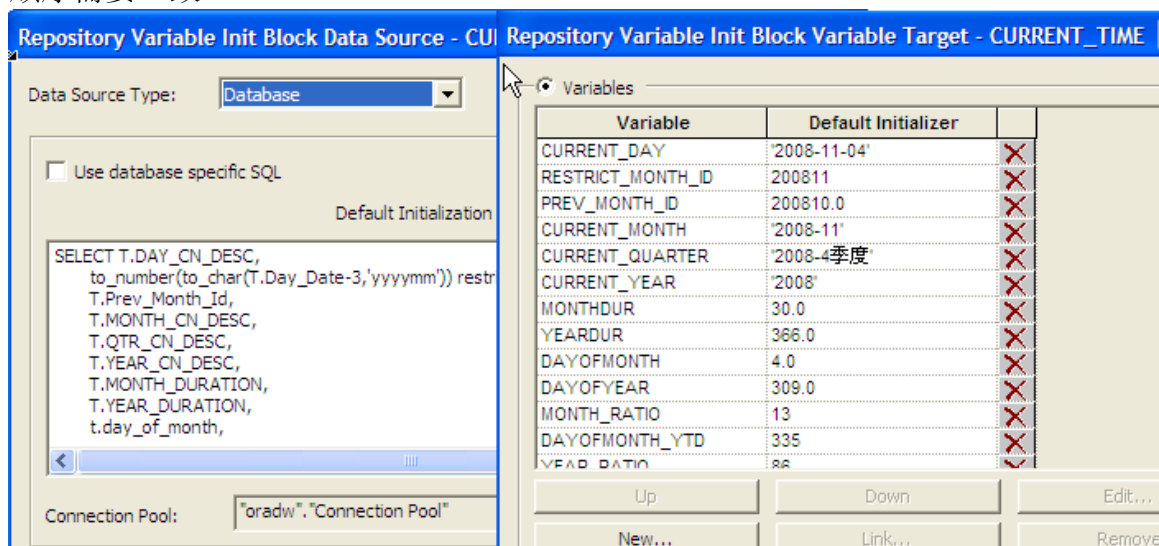 Repository Variable Init Block Data Source - CUI
Data Source Type: Database
Use database specific SQL
Default Initialization
SELECT T.DAY_CN_DESC,
to_number(to_char(T.Day_Date-3,'yyyymm')) restr
T.Prev_Month_Id,
T.MONTH_CN_DESC,
T.QTR_CN_DESC,
T.YEAR_CN_DESC,
T.MONTH_DURATION,
T.YEAR_DURATION,
t.day_of_month,
Connection Pool: "oradw"."Connection Pool"
Repository Variable Init Block Variable Target - CURRENT_TIME
Variables
Variable Default Initializer
CURRENT_DAY '2008-11-04'
RESTRICT_MONTH_ID 200811
PREV_MONTH_ID 200810.0
CURRENT_MONTH '2008-11'
CURRENT_QUARTER '2008-4季度'
CURRENT_YEAR '2008'
MONTHDUR 30.0
YEARDUR 366.0
DAYOFMONTH 4.0
DAYOFYEAR 309.0
MONTH_RATIO 13
DAYOFMONTH_YTD 335
YEAR_RATIO 86
Up Down Edit...
New... Link... Remove